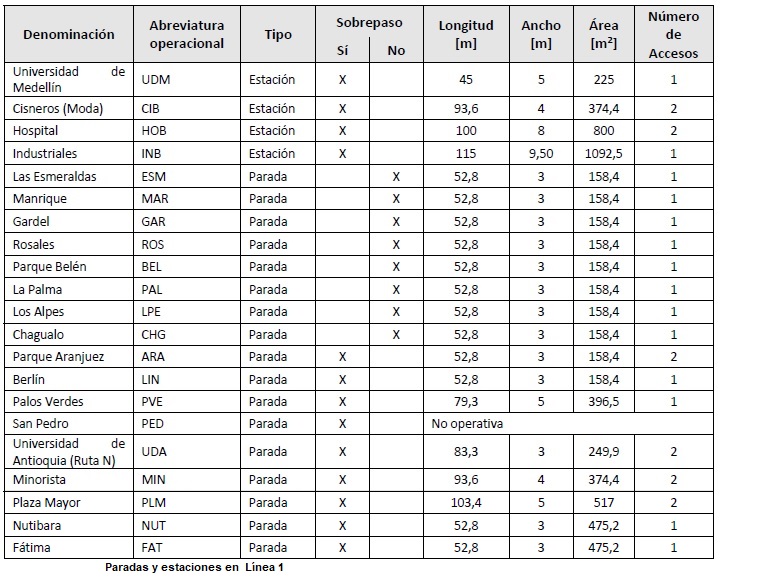 Denominación Abreviatura operacional Tipo Sobrepaso Longitud [m] Ancho [m] Área [m2] Número de Accesos
Sí No
Universidad de Medellín UDM Estación X 45 5 225 1
Cisneros (Moda) CIB Estación X 93,6 4 374,4 2
Hospital HOB Estación X 100 8 800 2
Industriales INB Estación X 115 9,50 1092,5 1
Las Esmeraldas ESM Parada X 52,8 3 158,4 1
Manrique MAR Parada X 52,8 3 158,4 1
Gardel GAR Parada X 52,8 3 158,4 1
Rosales ROS Parada X 52,8 3 158,4 1
Parque Belén BEL Parada X 52,8 3 158,4 1
La Palma PAL Parada X 52,8 3 158,4 1
Los Alpes LPE Parada X 52,8 3 158,4 1
Chagualo CHG Parada X 52,8 3 158,4 1
Parque Aranjuez ARA Parada X 52,8 3 158,4 2
Berlín LIN Parada X 52,8 3 158,4 1
Palos Verdes PVE Parada X 79,3 5 396,5 1
San Pedro PED Parada X No operativa
Universidad de Antioquia (Ruta N) UDA Parada X 83,3 3 249,9 2
Minorista MIN Parada X 93,6 4 374,4 2
Plaza Mayor PLM Parada X 103,4 5 517 2
Nutibara NUT Parada X 52,8 3 475,2 1
Fátima FAT Parada X 52,8 3 475,2 1
Paradas y estaciones en Línea 1